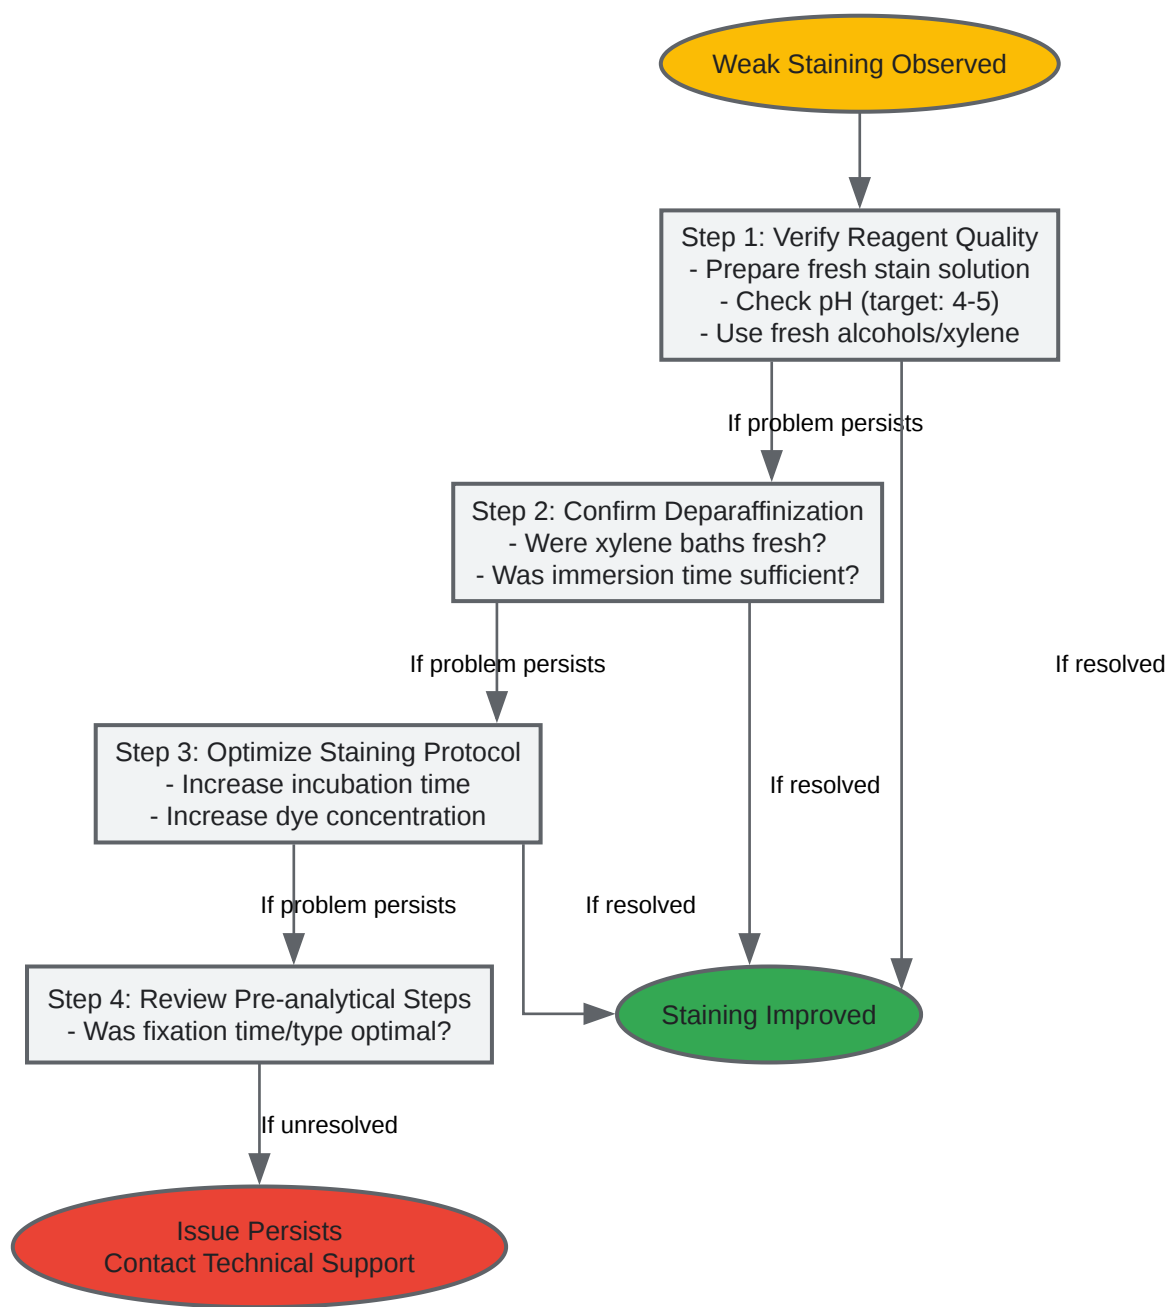 Weak Staining Observed
Step 1: Verify Reagent Quality
- Prepare fresh stain solution
- Check pH (target: 4-5)
- Use fresh alcohols/xylene
If problem persists
Step 2: Confirm Deparaffinization
- Were xylene baths fresh?
- Was immersion time sufficient?
If problem persists
If resolved
Step 3: Optimize Staining Protocol
- Increase incubation time
- Increase dye concentration
If resolved
If problem persists
If resolved
Step 4: Review Pre-analytical Steps
- Was fixation time/type optimal?
Staining Improved
If unresolved
Issue Persists
Contact Technical Support